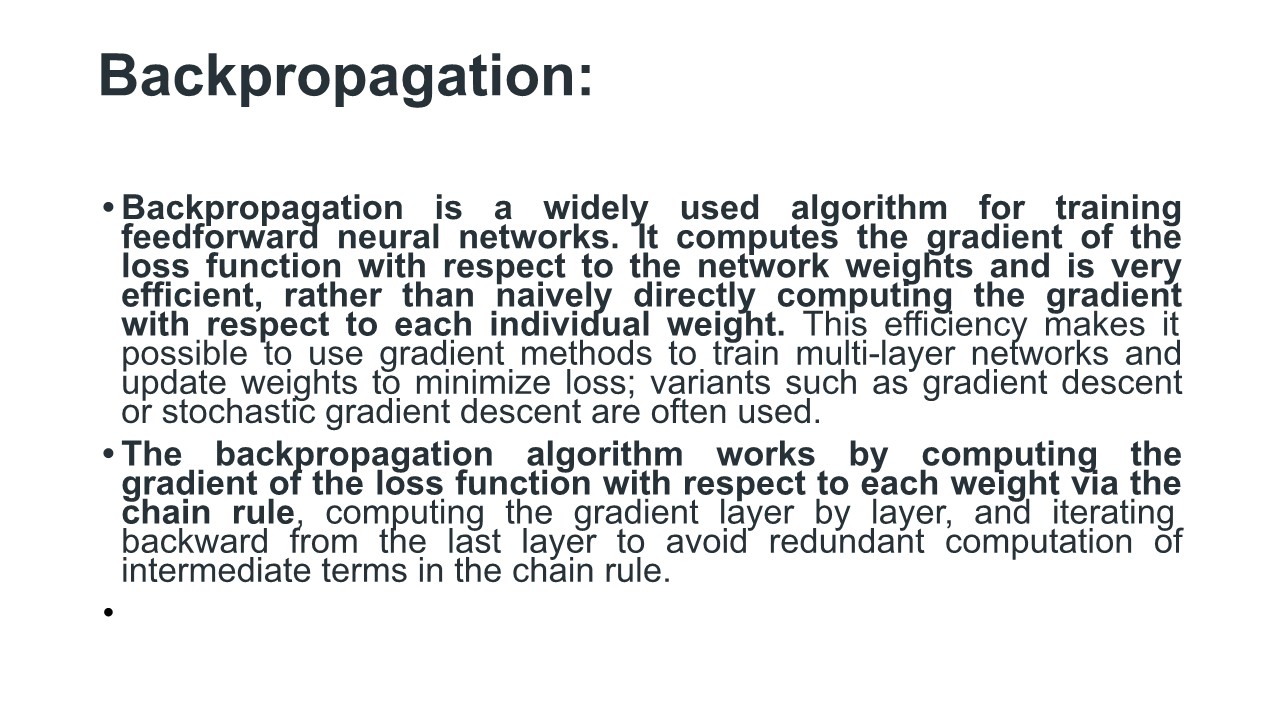 Backpropagation:
• Backpropagation is a widely used algorithm for training
feedforward neural networks. It computes the gradient of the
loss function with respect to the network weights and is very
efficient, rather than naively directly computing the gradient
with respect to each individual weight. This efficiency makes it
possible to use gradient methods to train multi-layer networks and
update weights to minimize loss; variants such as gradient descent
or stochastic gradient descent are often used.
• The backpropagation algorithm works by computing the
gradient of the loss function with respect to each weight via the
chain rule, computing the gradient layer by layer, and iterating
backward from the last layer to avoid redundant computation of
intermediate terms in the chain rule.
•